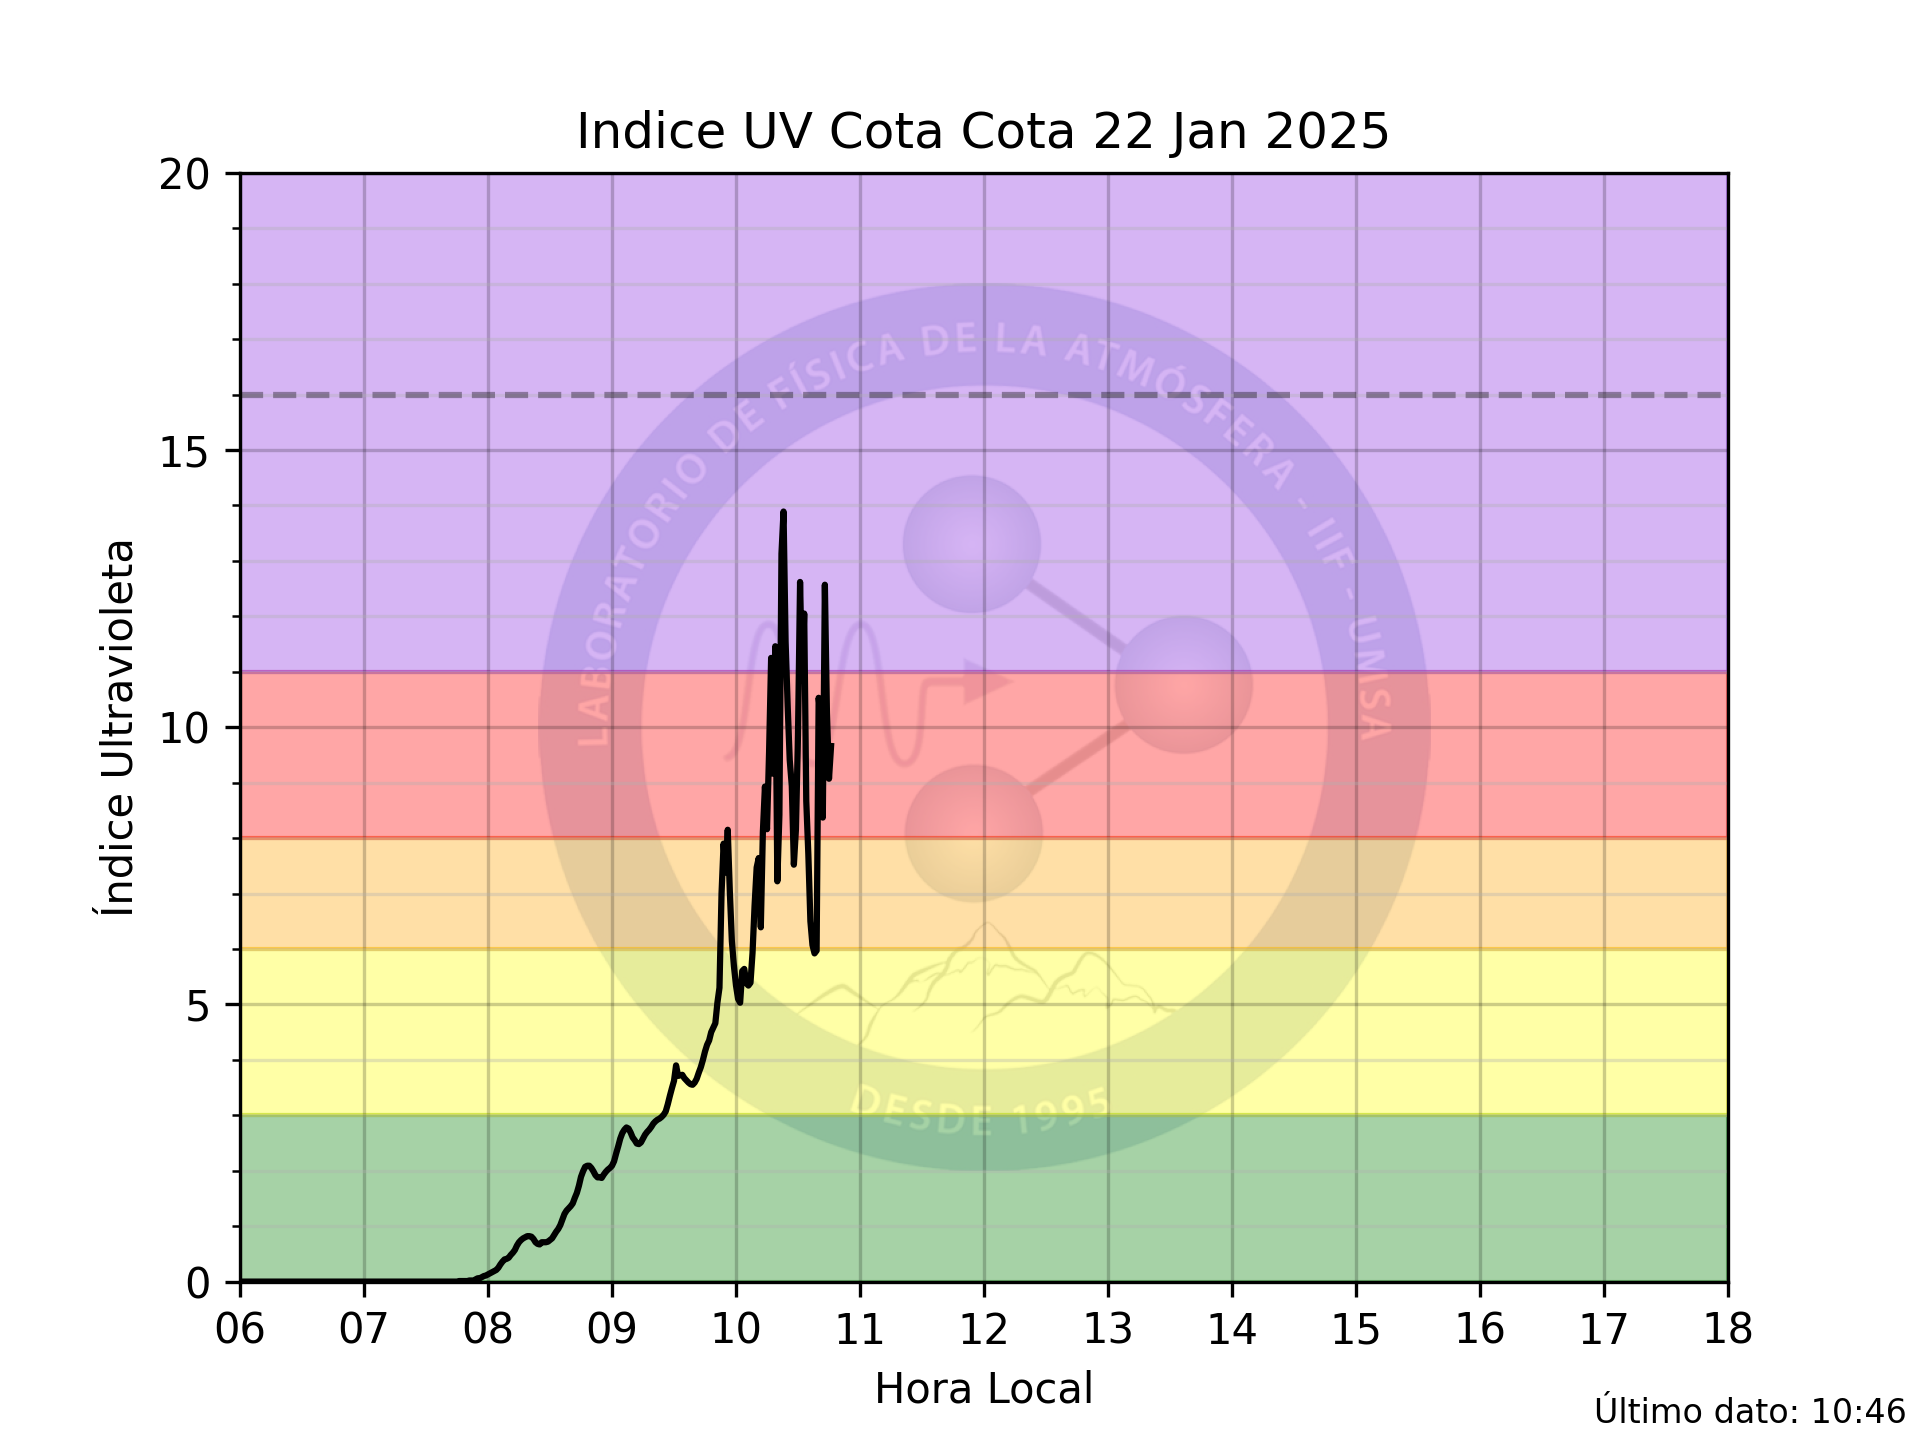 Indice UV Cota Cota 22 Jan 2025
20
15
10
5
0
Índice Ultravioleta
LABORATORIO DE FÍSICA DE LA ATMÓSFERA - IIF - UMSA
DESDE 1995
06 07 08 09 10 11 12 13 14 15 16 17 18
Hora Local
Último dato: 10:46